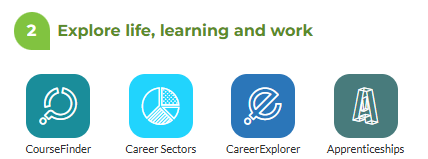 2 Explore life, learning and work
CourseFinder Career Sectors CareerExplorer Apprenticeships